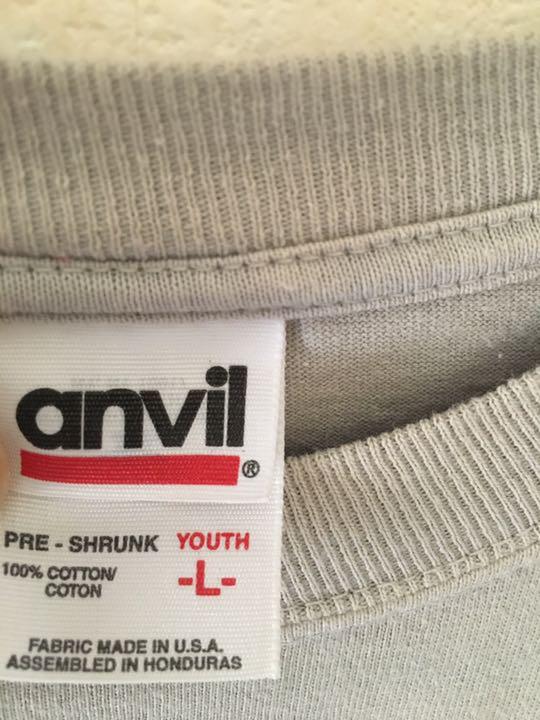 anvil®
PRE - SHRUNK YOUTH
100% COTTON/ -L-
COTON
FABRIC MADE IN U.S.A.
ASSEMBLED IN HONDURAS